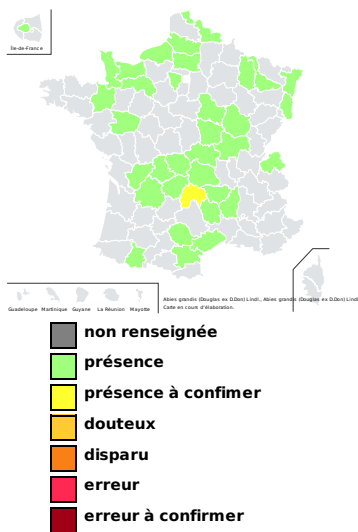 Île-de-France
Guadeloupe Martinique Guyane La Réunion Mayotte
Abies grandis (Douglas ex D.Don) Lindl., Abies grandis (Douglas ex D.Don) Lindl
Carte en cours d'élaboration.
non renseignée
présence
présence à confimer
douteux
disparu
erreur
erreur à confirmer